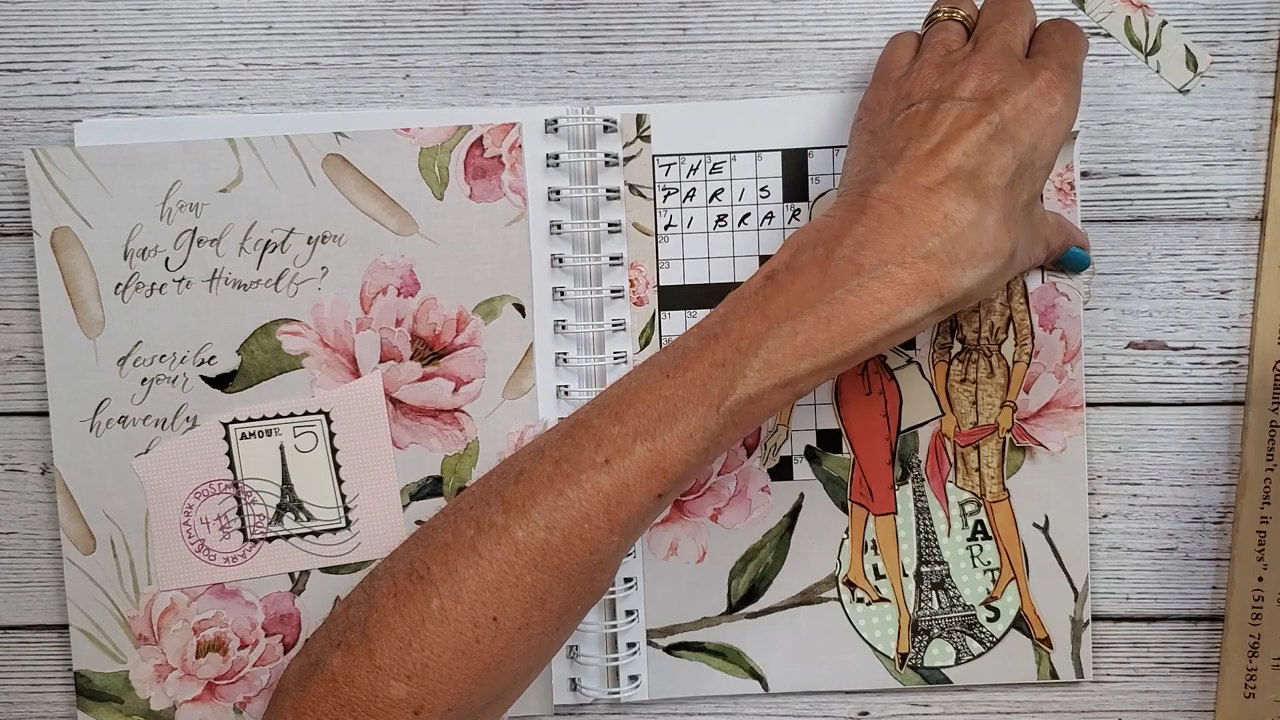 how
has God kept you
close to Himself?
describe
your
heavenly
AMOUR 5
POSTMARK
THE
PARIS
LIBRAR
PARIS
Quality doesn't cost, it pays" • (518) 798-3825